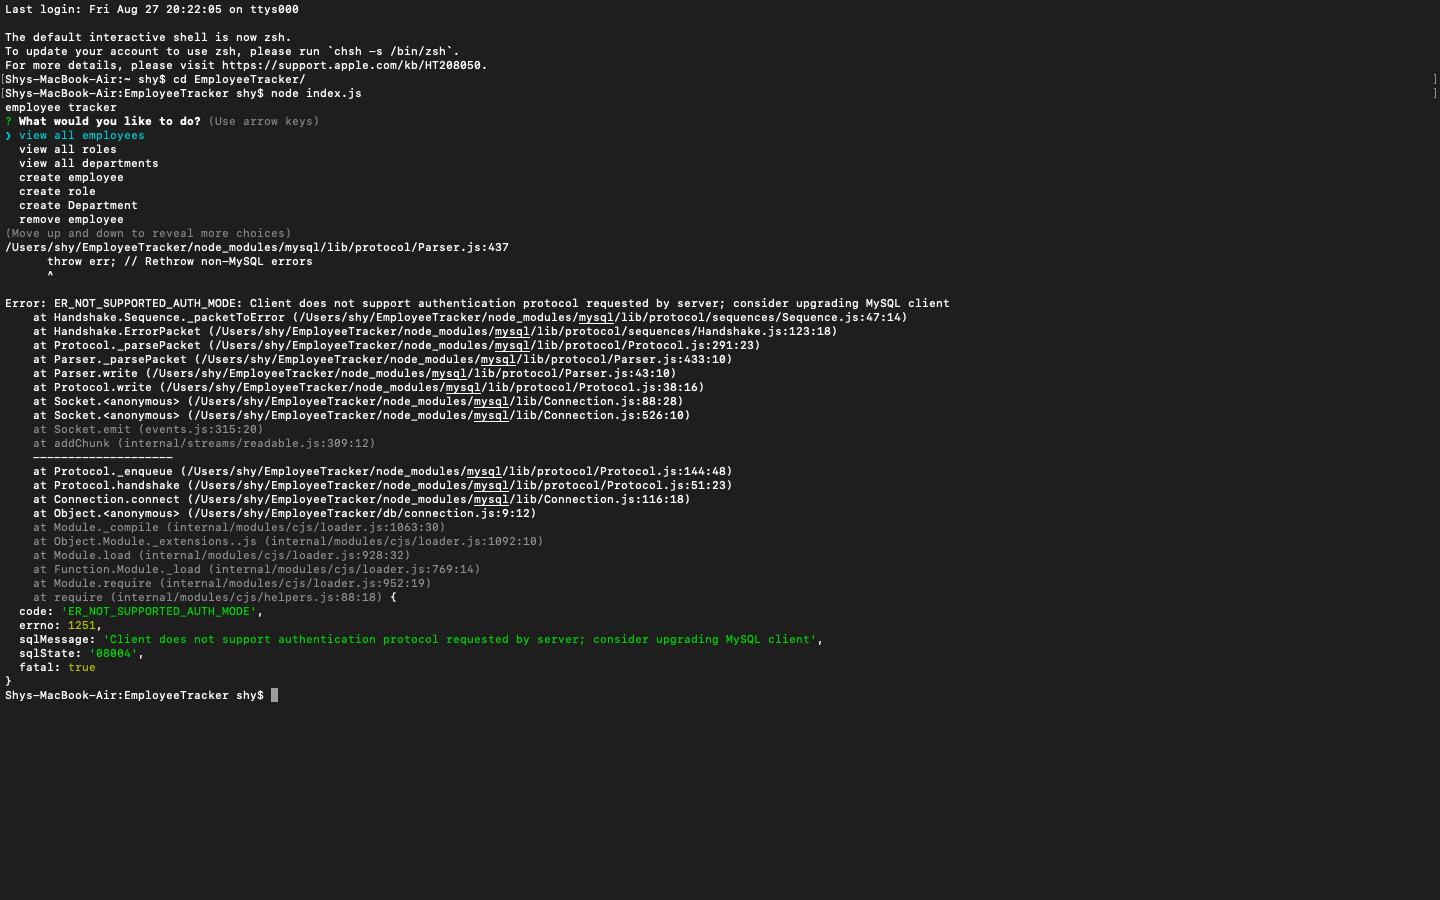 Last login: Fri Aug 27 20:22:05 on ttys000

The default interactive shell is now zsh.
To update your account to use zsh, please run `chsh -s /bin/zsh`.
For more details, please visit https://support.apple.com/kb/HT208050.
[Shys-MacBook-Air:~ shy$ cd EmployeeTracker/ ]
[Shys-MacBook-Air:EmployeeTracker shy$ node index.js ]
employee tracker
? What would you like to do? (Use arrow keys)
❯ view all employees
  view all roles
  view all departments
  create employee
  create role
  create Department
  remove employee
(Move up and down to reveal more choices)
/Users/shy/EmployeeTracker/node_modules/mysql/lib/protocol/Parser.js:437
      throw err; // Rethrow non-MySQL errors
      ^

Error: ER_NOT_SUPPORTED_AUTH_MODE: Client does not support authentication protocol requested by server; consider upgrading MySQL client
    at Handshake.Sequence._packetToError (/Users/shy/EmployeeTracker/node_modules/mysql/lib/protocol/sequences/Sequence.js:47:14)
    at Handshake.ErrorPacket (/Users/shy/EmployeeTracker/node_modules/mysql/lib/protocol/sequences/Handshake.js:123:18)
    at Protocol._parsePacket (/Users/shy/EmployeeTracker/node_modules/mysql/lib/protocol/Protocol.js:291:23)
    at Parser._parsePacket (/Users/shy/EmployeeTracker/node_modules/mysql/lib/protocol/Parser.js:433:10)
    at Parser.write (/Users/shy/EmployeeTracker/node_modules/mysql/lib/protocol/Parser.js:43:10)
    at Protocol.write (/Users/shy/EmployeeTracker/node_modules/mysql/lib/protocol/Protocol.js:38:16)
    at Socket.<anonymous> (/Users/shy/EmployeeTracker/node_modules/mysql/lib/Connection.js:88:28)
    at Socket.<anonymous> (/Users/shy/EmployeeTracker/node_modules/mysql/lib/Connection.js:526:10)
    at Socket.emit (events.js:315:20)
    at addChunk (internal/streams/readable.js:309:12)
    --------------------
    at Protocol._enqueue (/Users/shy/EmployeeTracker/node_modules/mysql/lib/protocol/Protocol.js:144:48)
    at Protocol.handshake (/Users/shy/EmployeeTracker/node_modules/mysql/lib/protocol/Protocol.js:51:23)
    at Connection.connect (/Users/shy/EmployeeTracker/node_modules/mysql/lib/Connection.js:116:18)
    at Object.<anonymous> (/Users/shy/EmployeeTracker/db/connection.js:9:12)
    at Module._compile (internal/modules/cjs/loader.js:1063:30)
    at Object.Module._extensions..js (internal/modules/cjs/loader.js:1092:10)
    at Module.load (internal/modules/cjs/loader.js:928:32)
    at Function.Module._load (internal/modules/cjs/loader.js:769:14)
    at Module.require (internal/modules/cjs/loader.js:952:19)
    at require (internal/modules/cjs/helpers.js:88:18) {
  code: 'ER_NOT_SUPPORTED_AUTH_MODE',
  errno: 1251,
  sqlMessage: 'Client does not support authentication protocol requested by server; consider upgrading MySQL client',
  sqlState: '08004',
  fatal: true
}
Shys-MacBook-Air:EmployeeTracker shy$